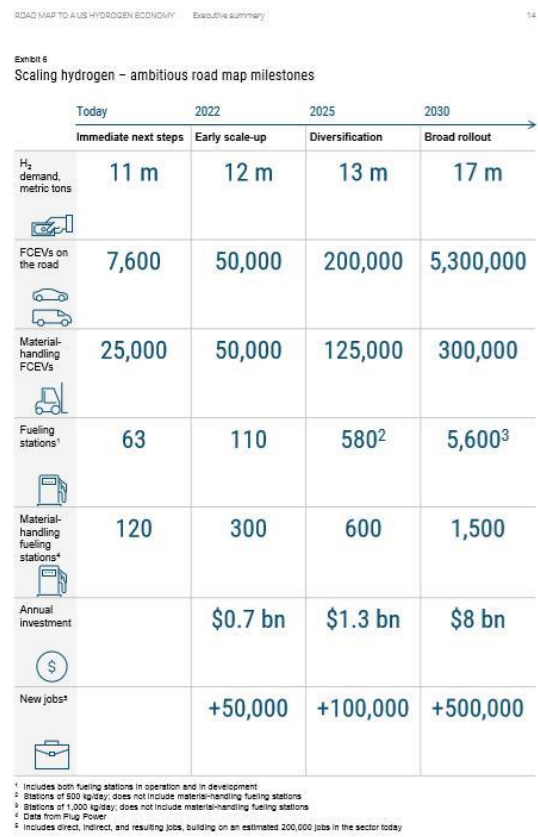 ROAD MAP TO A US HYDROGEN ECONOMY Executive summary 14
Exhibit 6
Scaling hydrogen – ambitious road map milestones
Today 2022 2025 2030
Immediate next steps Early scale-up Diversification Broad rollout
H₂
demand,
metric tons
11 m 12 m 13 m 17 m
FCEVs on
the road
7,600 50,000 200,000 5,300,000
Material-
handling
FCEVs
25,000 50,000 125,000 300,000
Fueling
stations¹
63 110 580² 5,600³
Material-
handling
fueling
stations⁴
120 300 600 1,500
Annual
investment
$0.7 bn $1.3 bn $8 bn
$
New jobs⁵
+50,000 +100,000 +500,000
¹ Includes both fueling stations in operation and in development
² Stations of 500 kg/day; does not include material-handling fueling stations
³ Stations of 1,000 kg/day; does not include material-handling fueling stations
⁴ Data from Plug Power
⁵ Includes direct, indirect, and resulting jobs, building on an estimated 200,000 jobs in the sector today